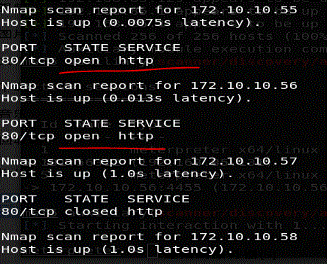 Nmap scan report for 172.10.10.55
Host is up (0.0075s latency).
PORT STATE SERVICE
80/tcp open http
Nmap scan report for 172.10.10.56
Host is up (0.013s latency).
PORT STATE SERVICE
80/tcp open http
Nmap scan report for 172.10.10.57
Host is up (1.0s latency).
PORT STATE SERVICE
80/tcp closed http
Nmap scan report for 172.10.10.58
Host is up (1.0s latency).